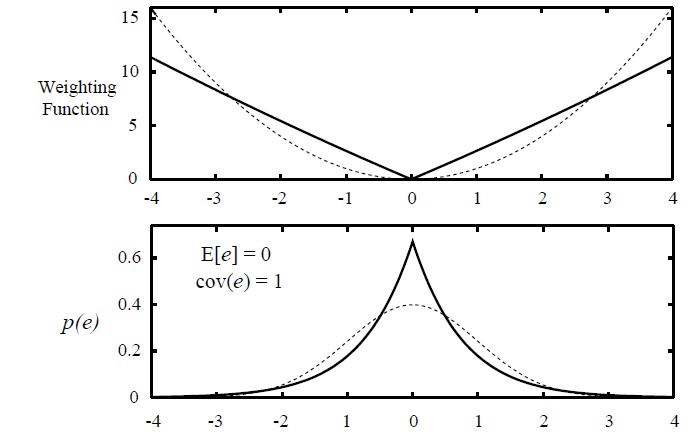 15
10
Weighting
Function
5
0
-4 -3 -2 -1 0 1 2 3 4
0.6
E[e] = 0
cov(e) = 1
0.4
p(e)
0.2
0
-4 -3 -2 1 0 1 2 3 4